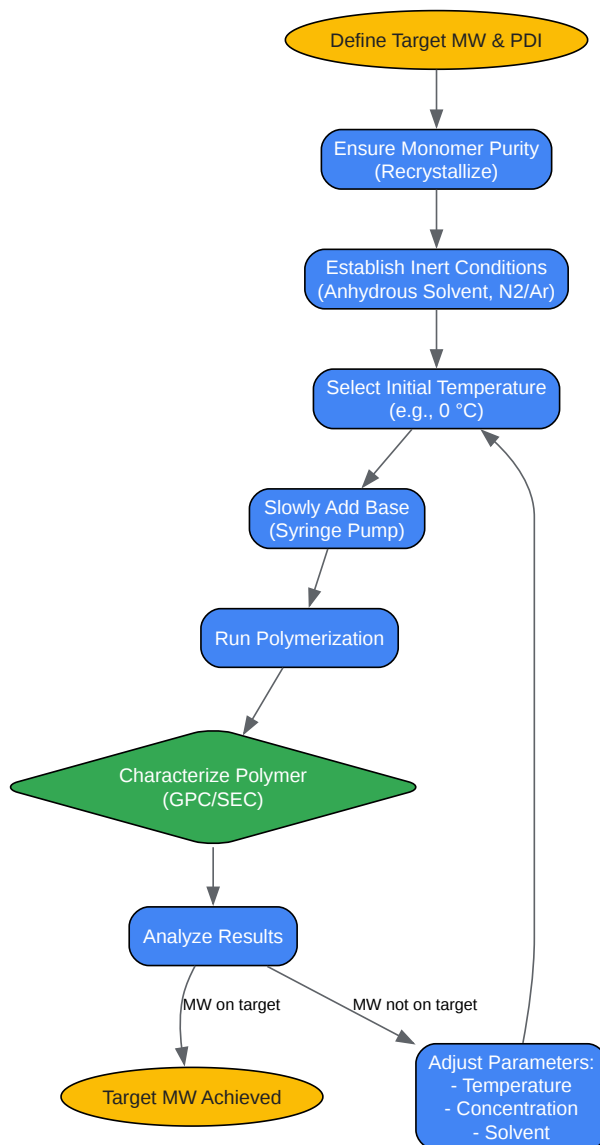 Define Target MW & PDI
Ensure Monomer Purity
(Recrystallize)
Establish Inert Conditions
(Anhydrous Solvent, N2/Ar)
Select Initial Temperature
(e.g., 0 °C)
Slowly Add Base
(Syringe Pump)
Run Polymerization
Characterize Polymer
(GPC/SEC)
Analyze Results
MW on target
MW not on target
Target MW Achieved
Adjust Parameters:
- Temperature
- Concentration
- Solvent